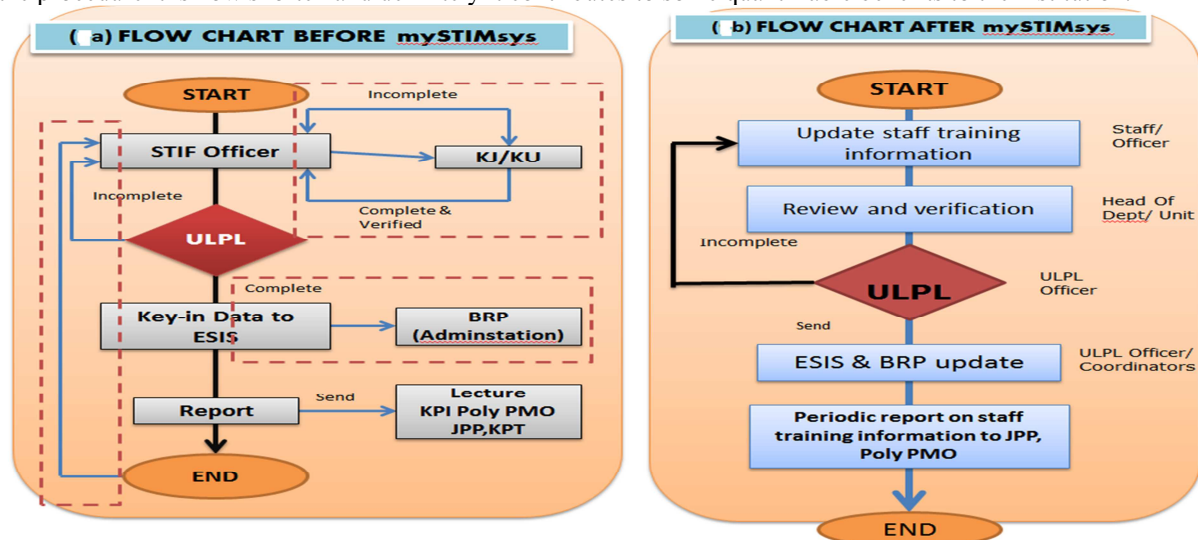 (a) FLOW CHART BEFORE mySTIMsys
START
Incomplete
STIF Officer
KJ/KU
Incomplete
Complete &
Verified
ULPL
Complete
Key-in Data to
ESIS
BRP
(Adminstation)
Report
Send
Lecture
KPI Poly PMO
JPP,KPT
END
(b) FLOW CHART AFTER mySTIMsys
START
Update staff training
information
Staff/
Officer
Review and verification
Head Of
Dept/ Unit
Incomplete
ULPL
ULPL
Officer
Send
ESIS & BRP update
ULPL Officer/
Coordinators
Periodic report on staff
training information to JPP,
Poly PMO
END